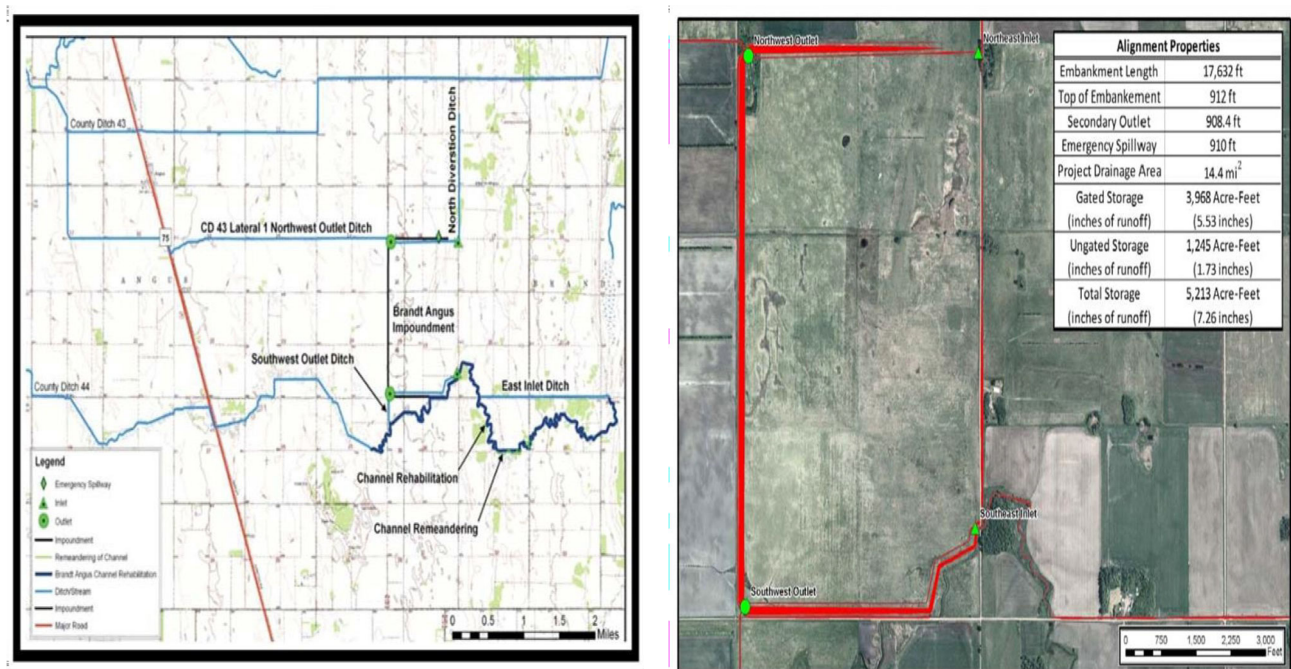 County Ditch 43
North Diverstion Ditch
CD 43 Lateral 1 Northwest Outlet Ditch
75
A N G U S
B R A N D T
Brandt Angus
Impoundment
Southwest Outlet Ditch
County Ditch 44
East Inlet Ditch
Channel Rehabilitation
Channel Remeandering
Legend
Emergency Spillway
Inlet
Outlet
Impoundment
Remeandering of Channel
Brandt Angus Channel Rehabilitation
Ditch/Stream
Impoundment
Major Road
0 0.5 1 1.5 2
Miles
Northwest Outlet
Northeast Inlet
Alignment Properties
Embankment Length 17,632 ft
Top of Embankement 912 ft
Secondary Outlet 908.4 ft
Emergency Spillway 910 ft
Project Drainage Area 14.4 mi²
Gated Storage 3,968 Acre-Feet
(inches of runoff) (5.53 inches)
Ungated Storage 1,245 Acre-Feet
(inches of runoff) (1.73 inches)
Total Storage 5,213 Acre-Feet
(inches of runoff) (7.26 inches)
Southeast Inlet
Southwest Outlet
0 750 1,500 2,250 3,000
Feet